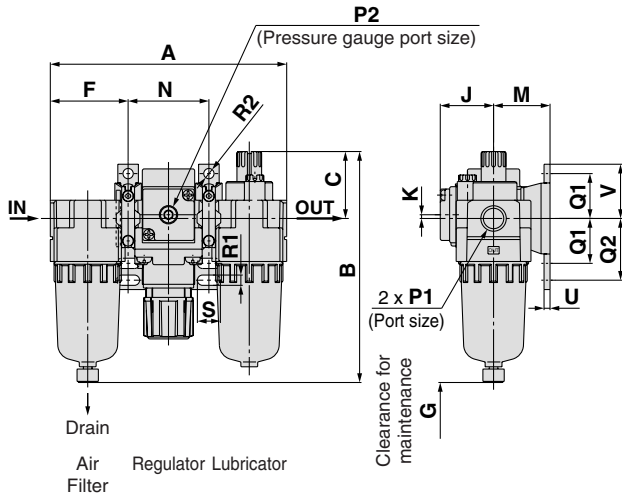 P2
(Pressure gauge port size)
A
F
N
R2
J
M
C
K
Q1
V
IN
OUT
B
R1
Q1
Q2
S
2 x P1
(Port size)
U
Clearance for
maintenance
G
Drain
Air
Filter
Regulator
Lubricator